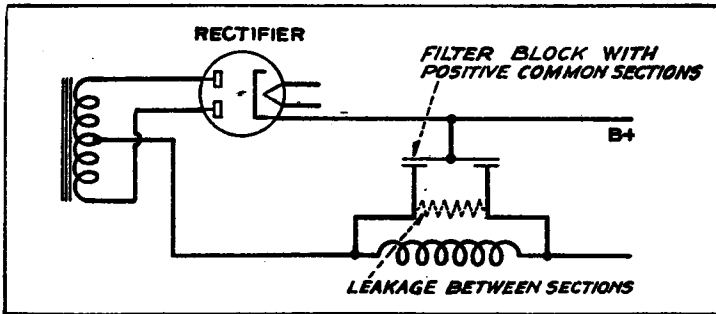 RECTIFIER
FILTER BLOCK WITH
POSITIVE COMMON SECTIONS
B+
LEAKAGE BETWEEN SECTIONS